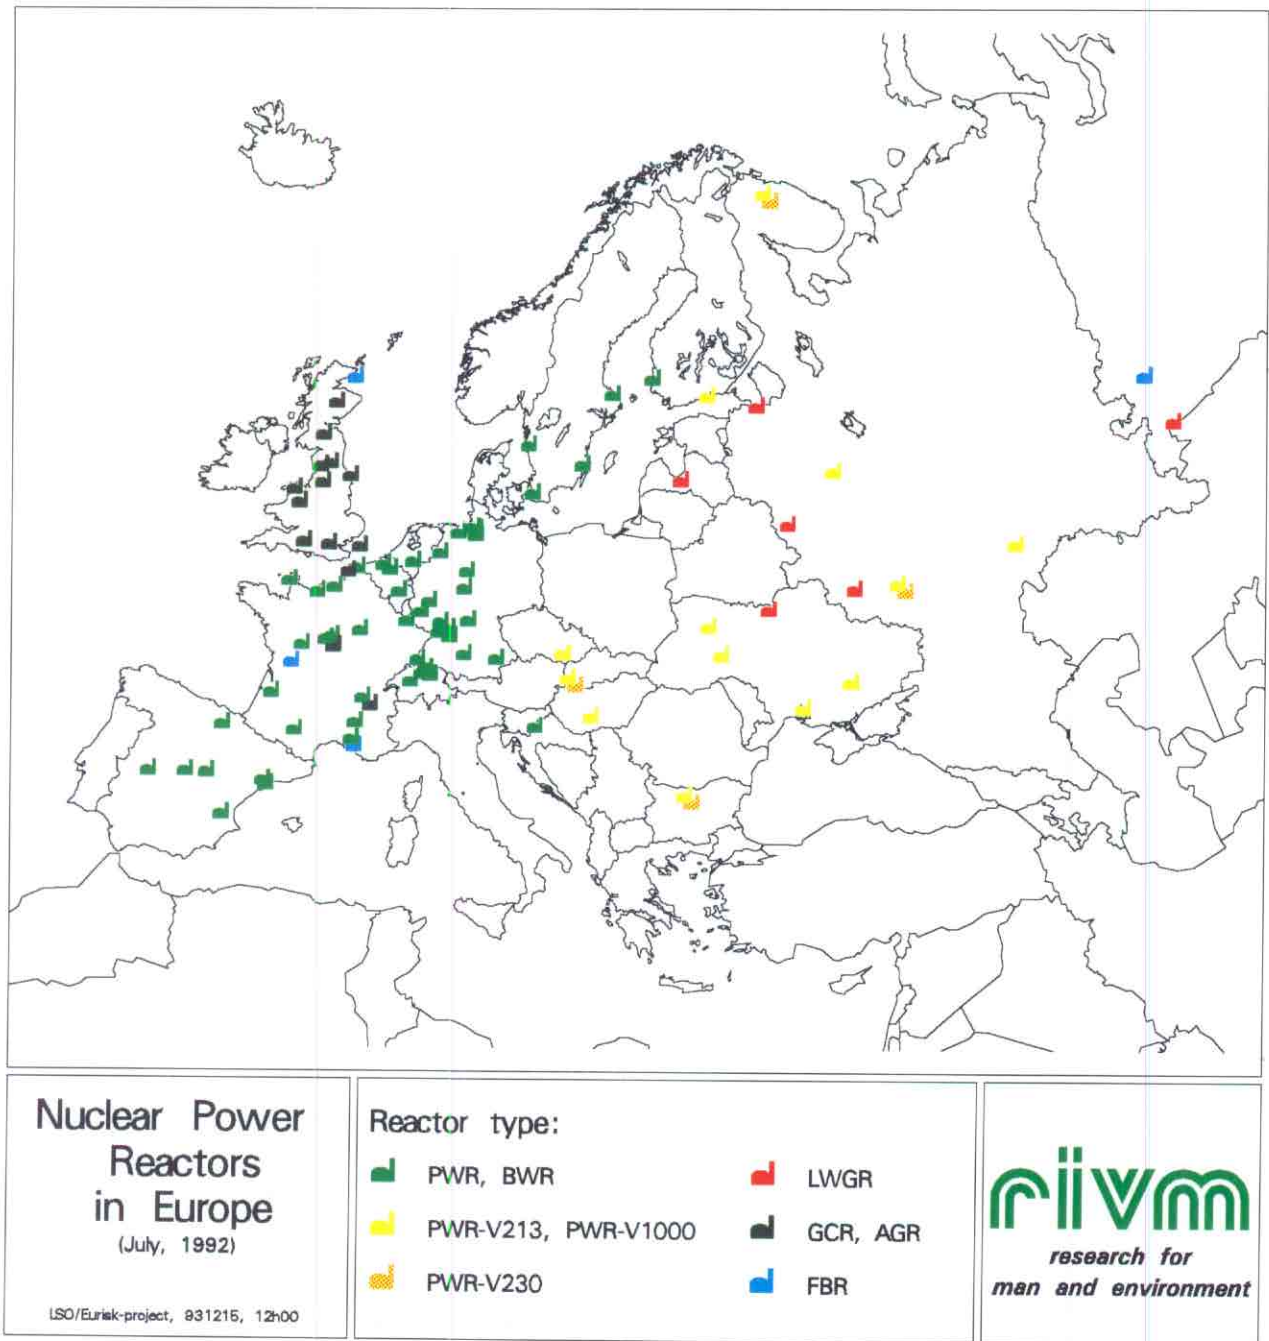 Nuclear Power
Reactors
in Europe
(July, 1992)
LSO/Eurisk-project, 931215, 12h00
Reactor type:
PWR, BWR
PWR-V213, PWR-V1000
PWR-V230
LWGR
GCR, AGR
FBR
riivm
research for
man and environment